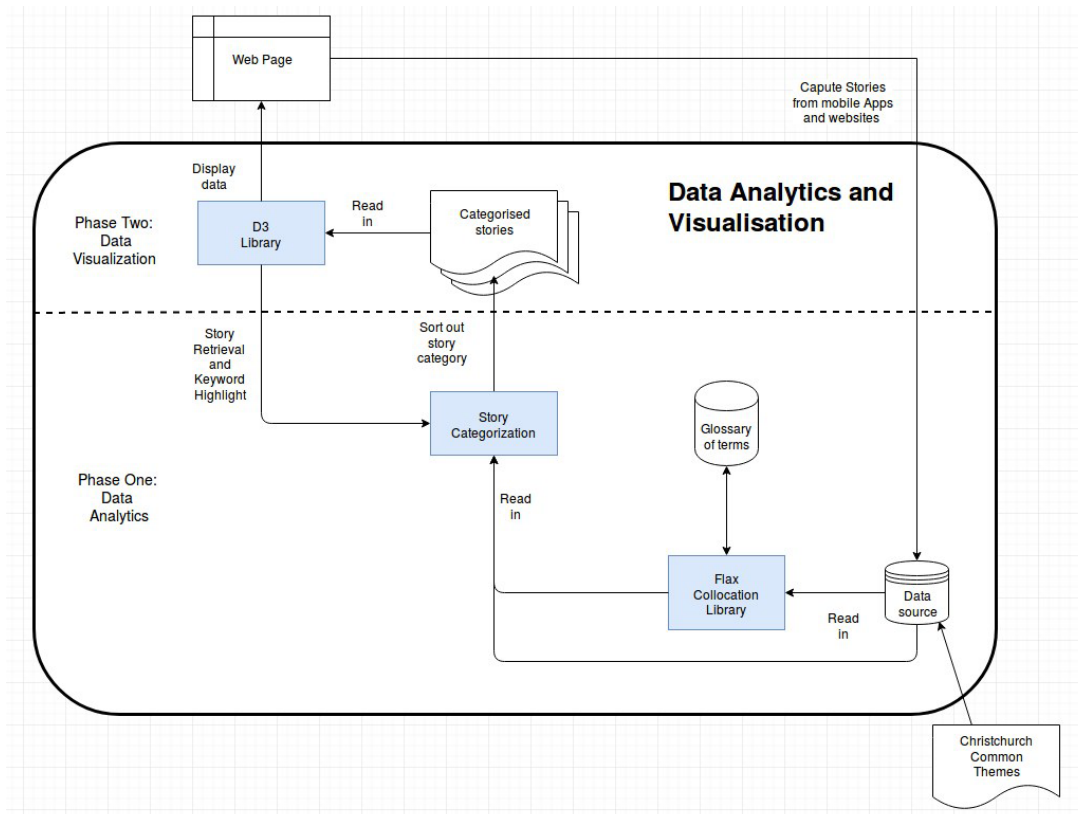 Web Page
Capute Stories
from mobile Apps
and websites
Display
data
Data Analytics and
Visualisation
Phase Two:
Data
Visualization
D3
Library
Read
in
Categorised
stories
Story
Retrieval
and
Keyword
Highlight
Sort out
story
category
Story
Categorization
Glossary
of terms
Phase One:
Data
Analytics
Read
in
Flax
Collocation
Library
Data
source
Read
in
Christchurch
Common
Themes